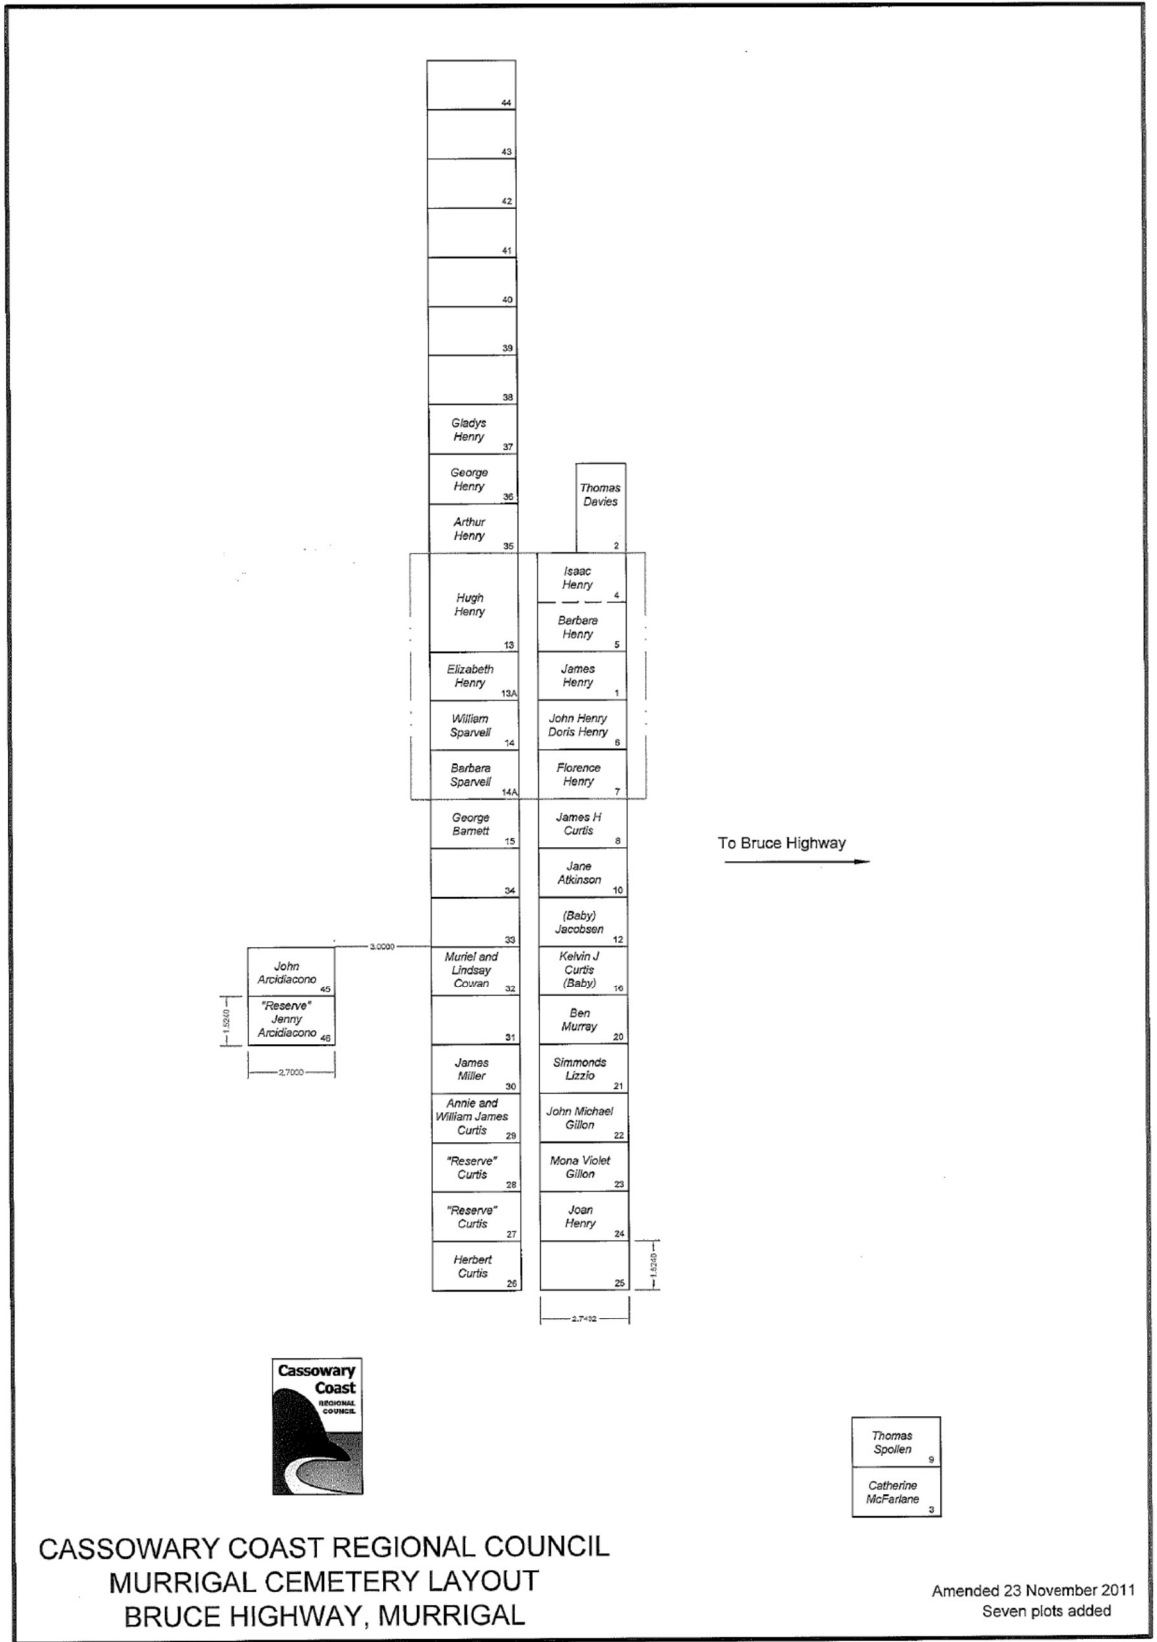 44
43
42
41
40
39
38
Gladys
Henry
37
George
Henry
36
Arthur
Henry
35
Thomas
Davies
2
Hugh
Henry
13
Isaac
Henry
4
Barbara
Henry
5
Elizabeth
Henry
13A
James
Henry
1
William
Sparvell
14
John Henry
Doris Henry
6
Barbara
Sparvell
14A
Florence
Henry
7
George
Barnett
15
James H
Curtis
8
34
Jane
Atkinson
10
33
(Baby)
Jacobsen
12
To Bruce Highway
3.0000
John
Arcidiacono
45
"Reserve"
Jenny
Arcidiacono
46
1.5240
2.7000
Muriel and
Lindsay
Cowan
32
Kelvin J
Curtis
(Baby)
16
31
Ben
Murray
20
James
Miller
30
Simmonds
Lizzio
21
Annie and
William James
Curtis
29
John Michael
Gillon
22
"Reserve"
Curtis
28
Mona Violet
Gillon
23
"Reserve"
Curtis
27
Joan
Henry
24
Herbert
Curtis
26
25
1.5240
2.7432
Cassowary
Coast
REGIONAL
COUNCIL
Thomas
Spollen
9
Catherine
McFarlane
3
CASSOWARY COAST REGIONAL COUNCIL
MURRIGAL CEMETERY LAYOUT
BRUCE HIGHWAY, MURRIGAL
Amended 23 November 2011
Seven plots added